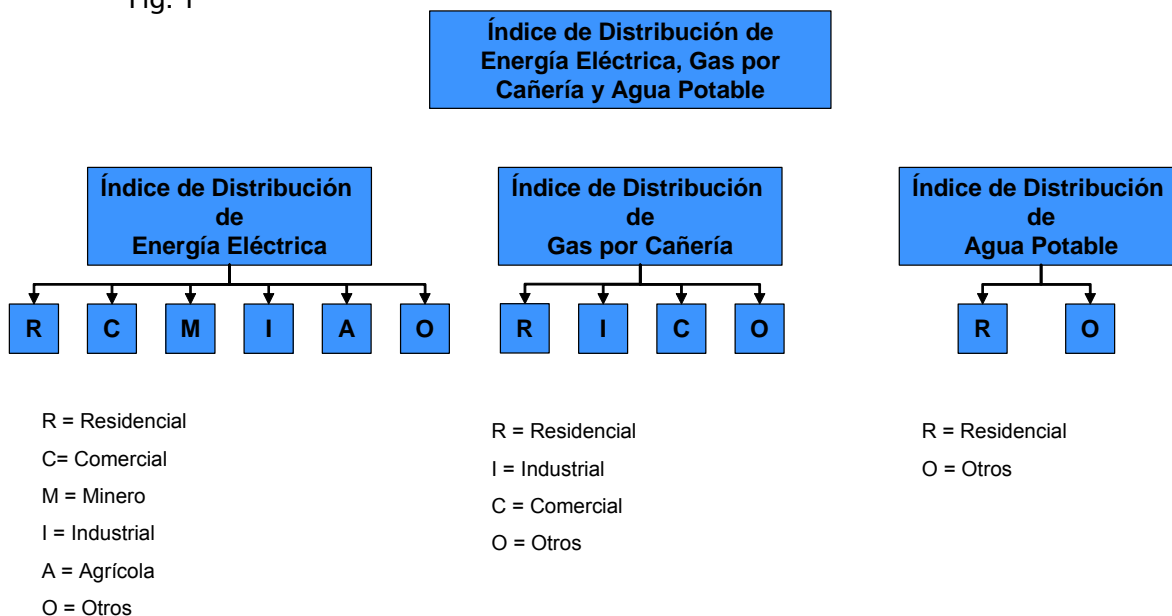 Fig. 1
Índice de Distribución de
Energía Eléctrica, Gas por
Cañería y Agua Potable
Índice de Distribución
de
Energía Eléctrica
Índice de Distribución
de
Gas por Cañería
Índice de Distribución
de
Agua Potable
R C M I A O
R I C O
R O
R = Residencial
C= Comercial
M = Minero
I = Industrial
A = Agrícola
O = Otros
R = Residencial
I = Industrial
C = Comercial
O = Otros
R = Residencial
O = Otros